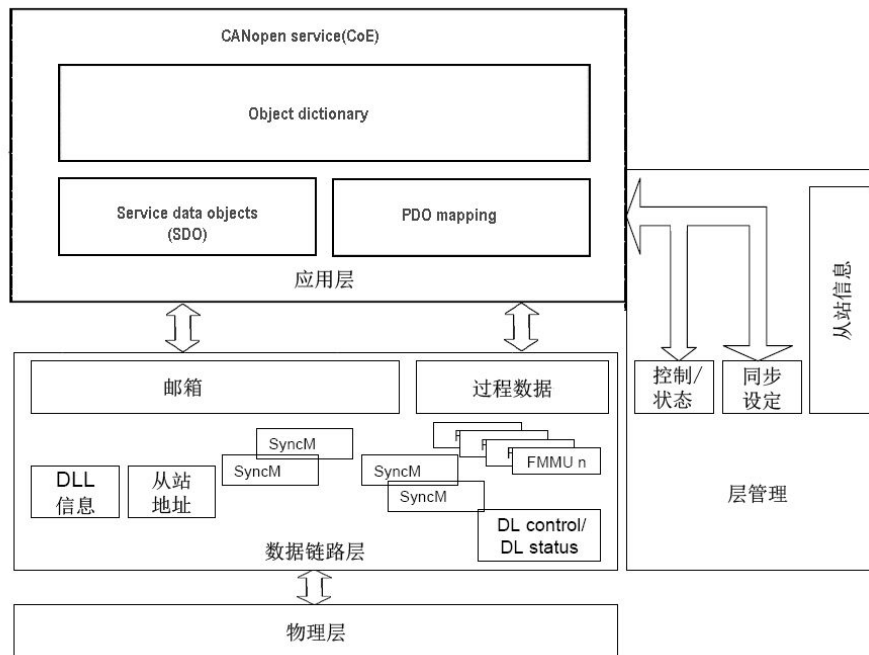 CANopen service(CoE)
Object dictionary
Service data objects
(SDO)
PDO mapping
应用层
邮箱
过程数据
控制/
状态
同步
设定
从站信息
SyncM
SyncM
SyncM
SyncM
FMMU n
DLL
信息
从站
地址
DL control/
DL status
数据链路层
层管理
物理层